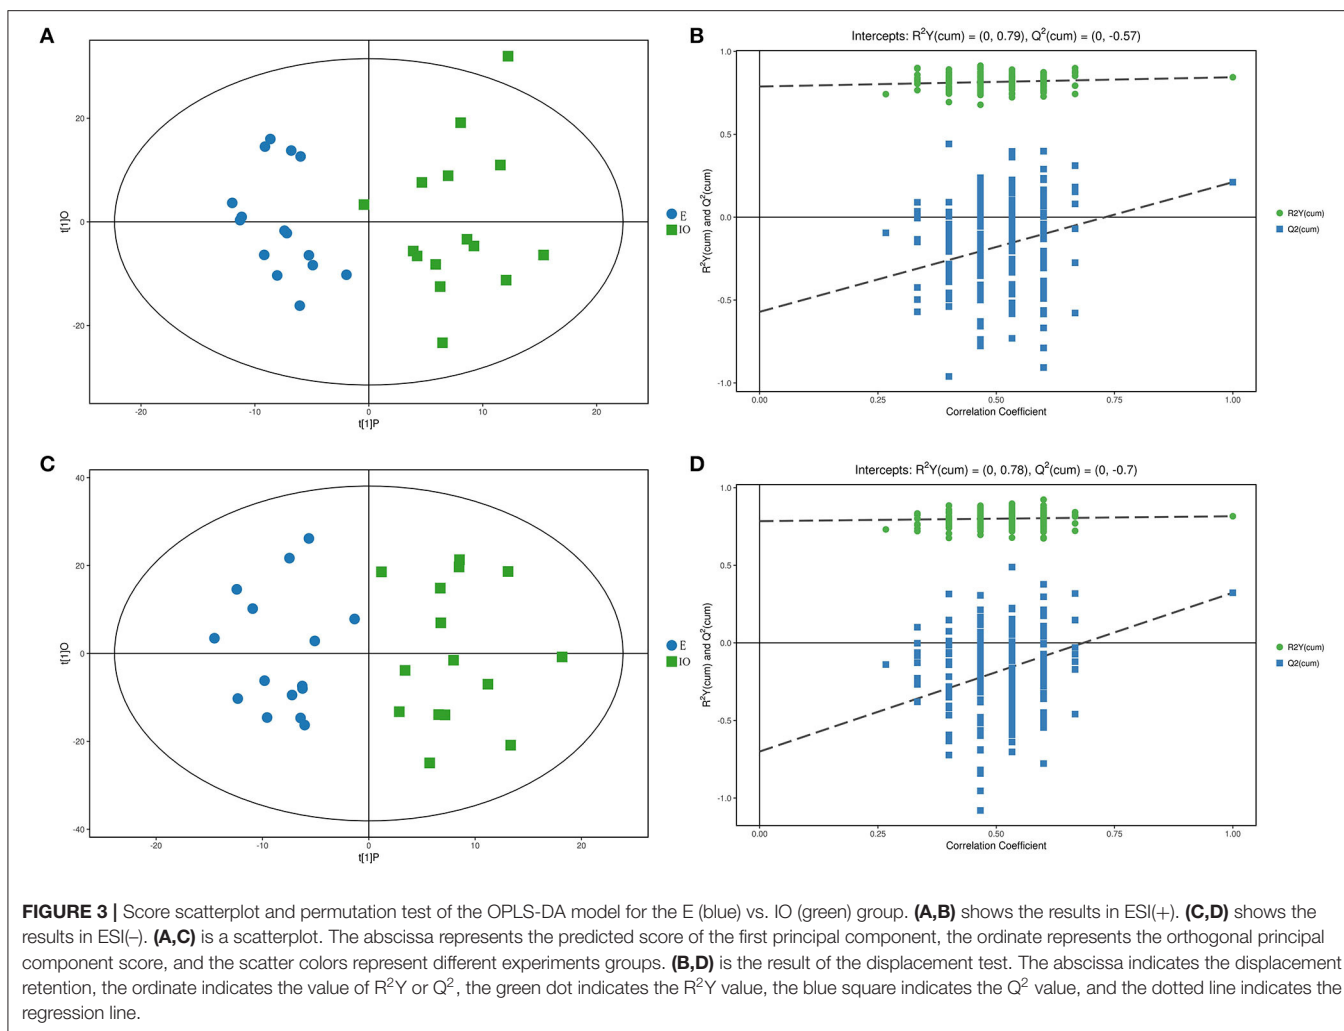 A
20
0
-20
t[1]O
-20
-10
0
10
20
t[1]P
E
IO
B
Intercepts: R²Y(cum) = (0, 0.79), Q²(cum) = (0, -0.57)
1.0
0.5
0.0
-0.5
-1.0
R²Y(cum) and Q²(cum)
0.00
0.25
0.50
0.75
1.00
Correlation Coefficient
R2Y(cum)
Q2(cum)
C
40
20
0
-20
-40
t[1]O
-20
-10
0
10
20
t[1]P
E
IO
D
Intercepts: R²Y(cum) = (0, 0.78), Q²(cum) = (0, -0.7)
1.0
0.5
0.0
-0.5
-1.0
R²Y(cum) and Q²(cum)
0.00
0.25
0.50
0.75
1.00
Correlation Coefficient
R2Y(cum)
Q2(cum)
FIGURE 3 | Score scatterplot and permutation test of the OPLS-DA model for the E (blue) vs. IO (green) group. (A,B) shows the results in ESI(+). (C,D) shows the
results in ESI(–). (A,C) is a scatterplot. The abscissa represents the predicted score of the first principal component, the ordinate represents the orthogonal principal
component score, and the scatter colors represent different experiments groups. (B,D) is the result of the displacement test. The abscissa indicates the displacement
retention, the ordinate indicates the value of R²Y or Q², the green dot indicates the R²Y value, the blue square indicates the Q² value, and the dotted line indicates the
regression line.